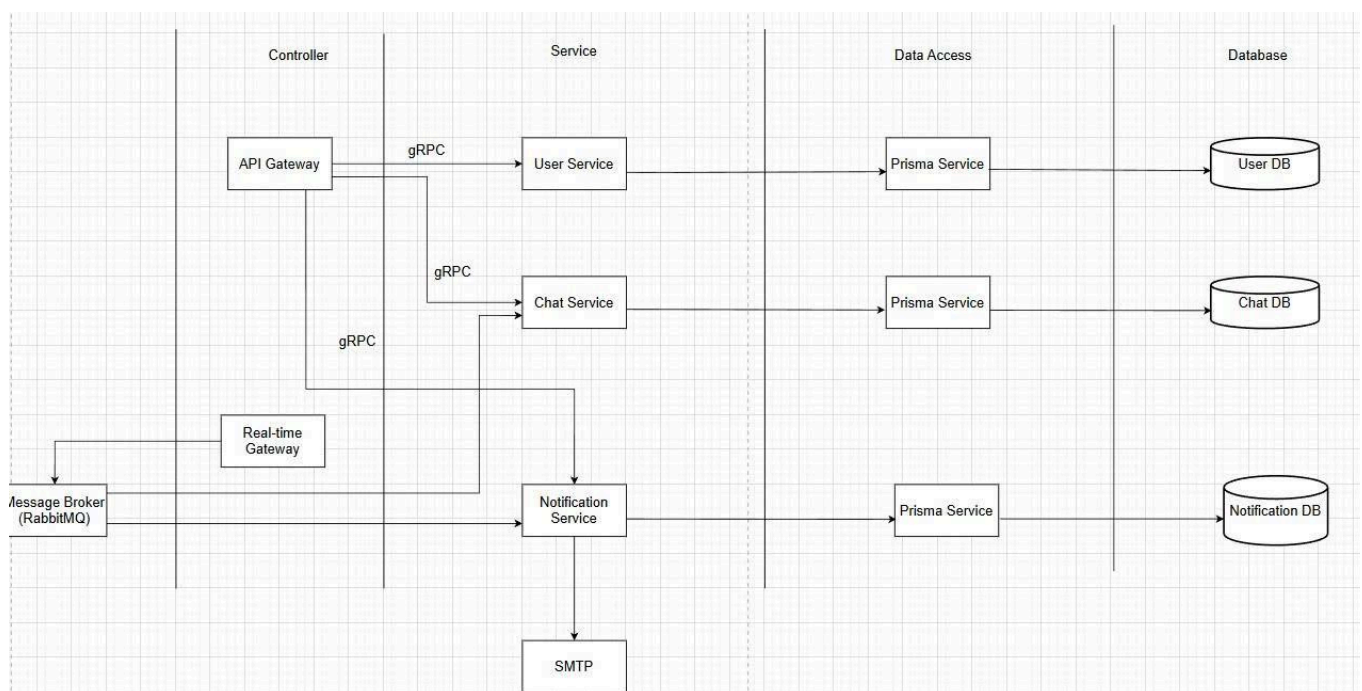 Controller
Service
Data Access
Database
API Gateway
gRPC
User Service
Prisma Service
User DB
gRPC
Chat Service
Prisma Service
Chat DB
gRPC
Real-time
Gateway
Message Broker
(RabbitMQ)
Notification
Service
Prisma Service
Notification DB
SMTP